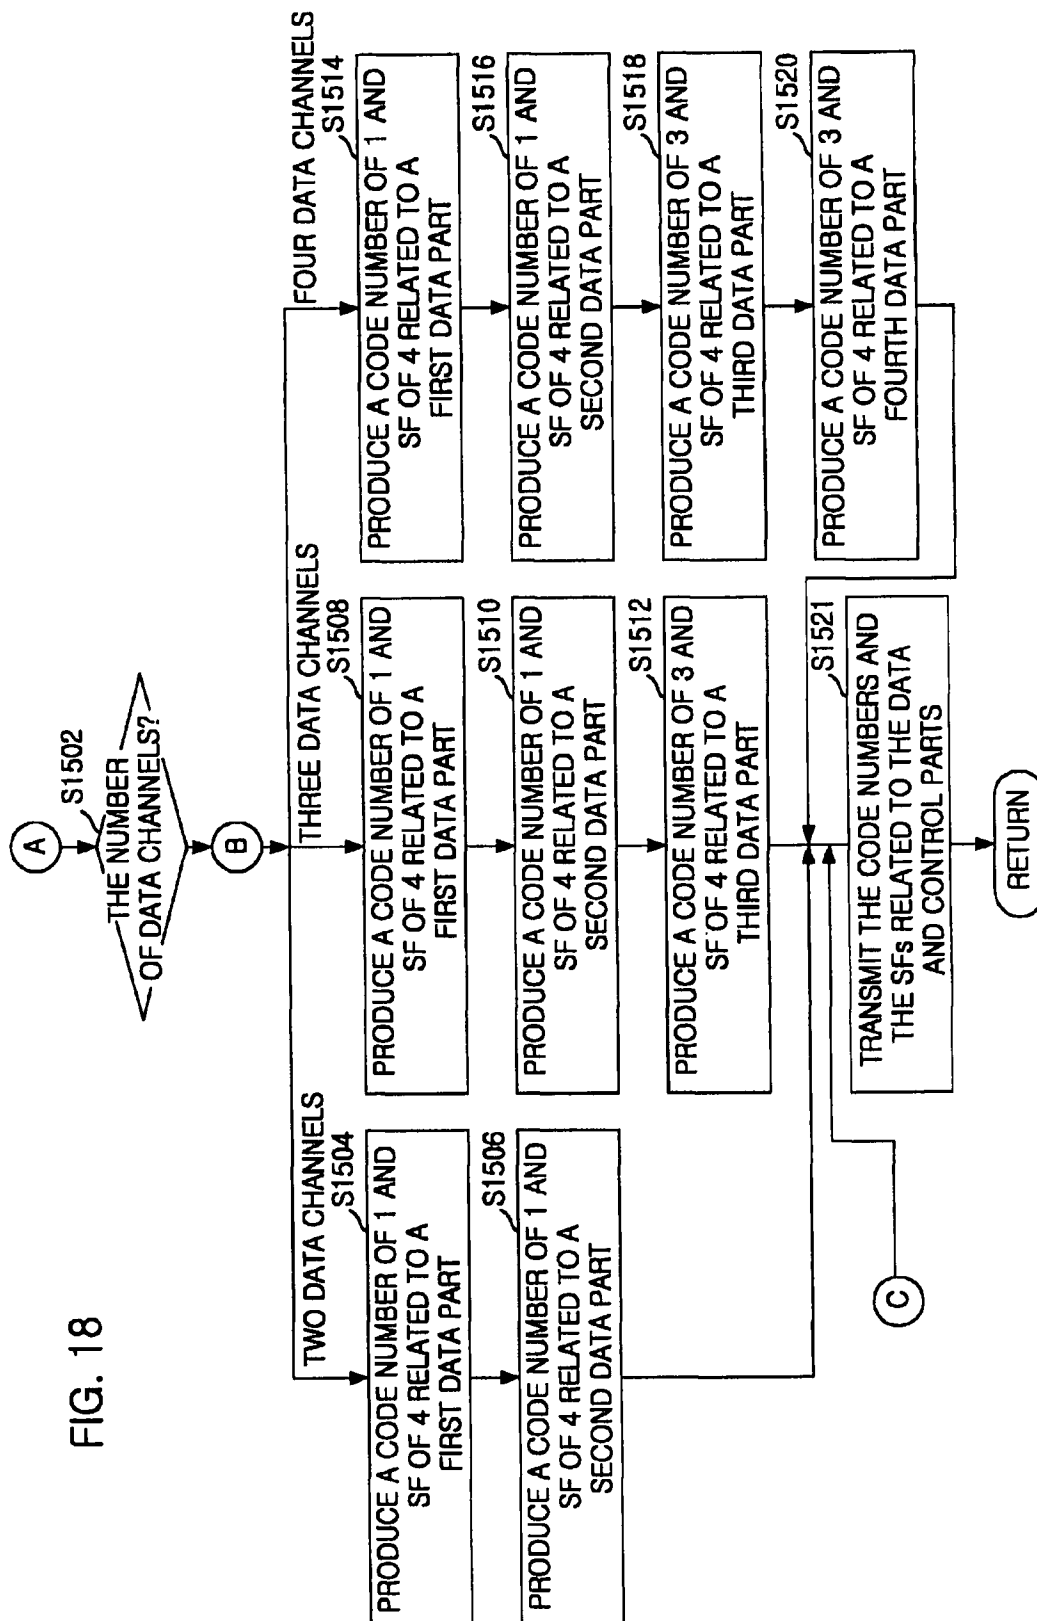 FIG. 18
A
S1502
THE NUMBER
OF DATA CHANNELS?
B
TWO DATA CHANNELS
S1504
PRODUCE A CODE NUMBER OF 1 AND
SF OF 4 RELATED TO A
FIRST DATA PART
S1506
PRODUCE A CODE NUMBER OF 1 AND
SF OF 4 RELATED TO A
SECOND DATA PART
THREE DATA CHANNELS
S1508
PRODUCE A CODE NUMBER OF 1 AND
SF OF 4 RELATED TO A
FIRST DATA PART
S1510
PRODUCE A CODE NUMBER OF 1 AND
SF OF 4 RELATED TO A
SECOND DATA PART
S1512
PRODUCE A CODE NUMBER OF 3 AND
SF OF 4 RELATED TO A
THIRD DATA PART
FOUR DATA CHANNELS
S1514
PRODUCE A CODE NUMBER OF 1 AND
SF OF 4 RELATED TO A
FIRST DATA PART
S1516
PRODUCE A CODE NUMBER OF 1 AND
SF OF 4 RELATED TO A
SECOND DATA PART
S1518
PRODUCE A CODE NUMBER OF 3 AND
SF OF 4 RELATED TO A
THIRD DATA PART
S1520
PRODUCE A CODE NUMBER OF 3 AND
SF OF 4 RELATED TO A
FOURTH DATA PART
C
S1521
TRANSMIT THE CODE NUMBERS AND
THE SFs RELATED TO THE DATA
AND CONTROL PARTS
RETURN